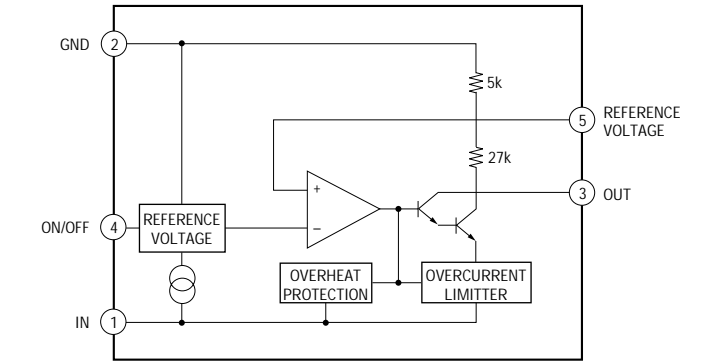 GND 2
5k
5 REFERENCE
VOLTAGE
27k
+
3 OUT
ON/OFF 4
REFERENCE
VOLTAGE
−
OVERHEAT
PROTECTION
OVERCURRENT
LIMITTER
IN 1